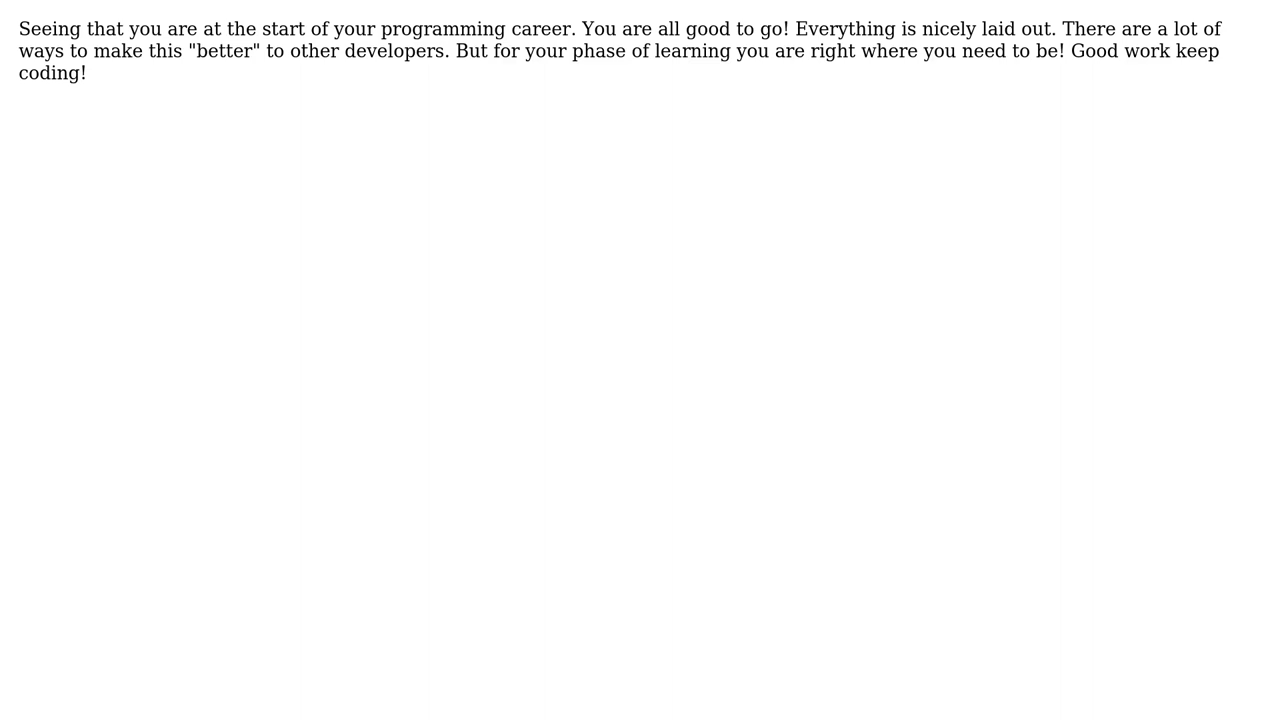 Seeing that you are at the start of your programming career. You are all good to go! Everything is nicely laid out. There are a lot of
ways to make this "better" to other developers. But for your phase of learning you are right where you need to be! Good work keep
coding!